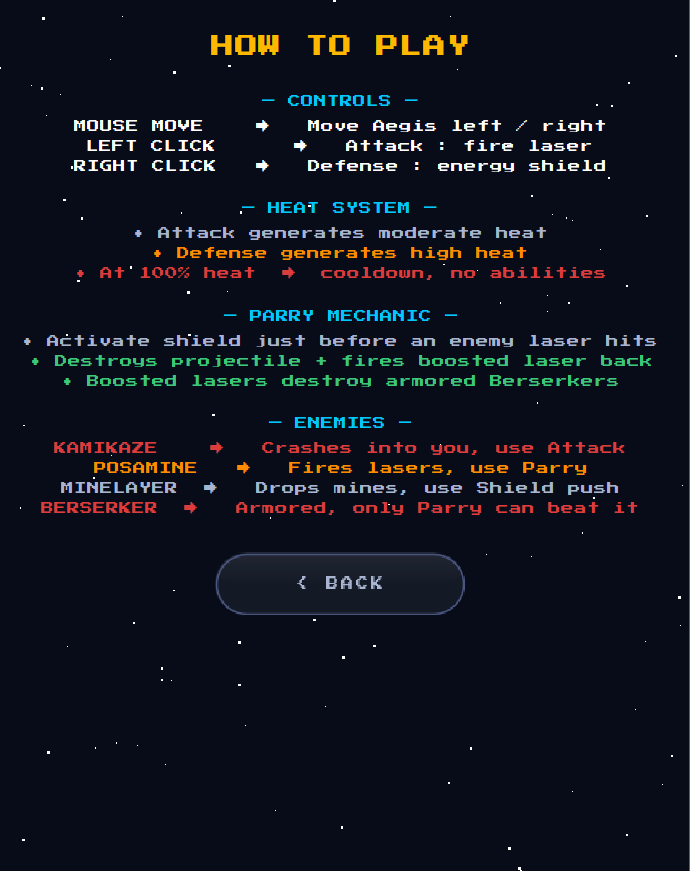 HOW TO PLAY
— CONTROLS —
MOUSE MOVE → Move Aegis left / right
LEFT CLICK → Attack : fire laser
RIGHT CLICK → Defense : energy shield
— HEAT SYSTEM —
• Attack generates moderate heat
• Defense generates high heat
• At 100% heat → cooldown, no abilities
— PARRY MECHANIC —
• Activate shield just before an enemy laser hits
• Destroys projectile + fires boosted laser back
• Boosted lasers destroy armored Berserkers
— ENEMIES —
KAMIKAZE → Crashes into you, use Attack
POSAMINE → Fires lasers, use Parry
MINELAYER → Drops mines, use Shield push
BERSERKER → Armored, only Parry can beat it
< BACK